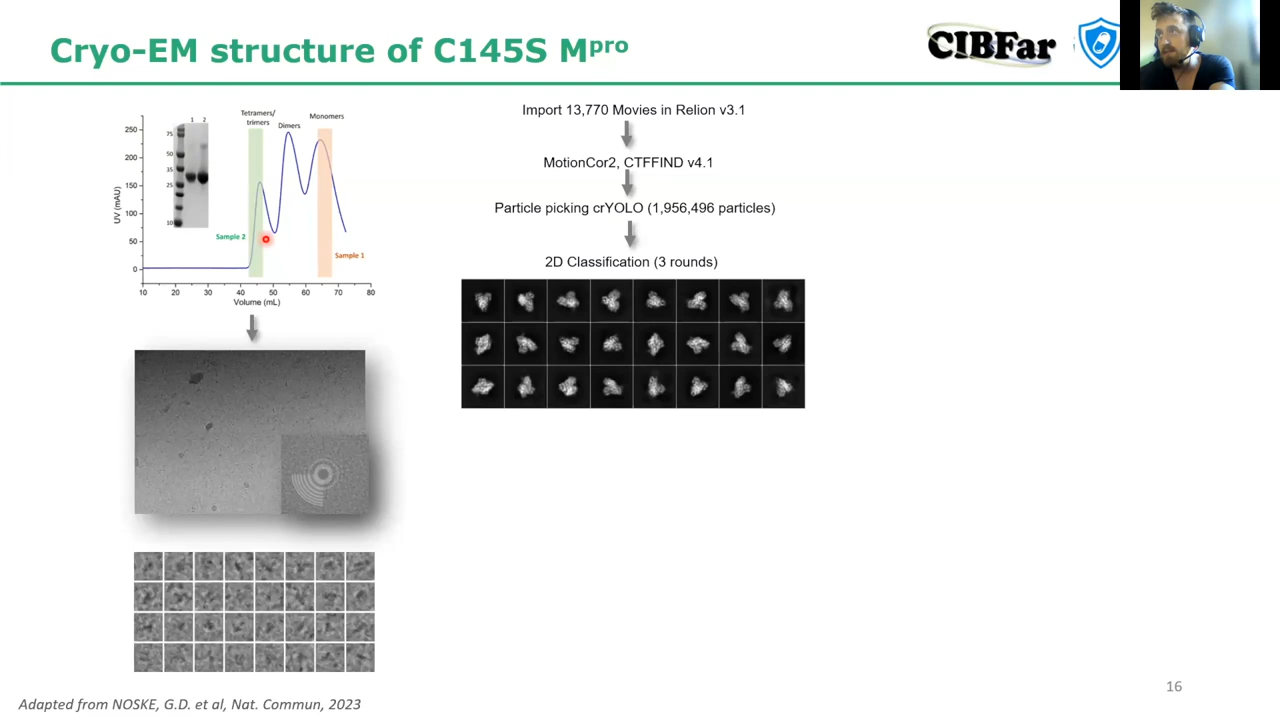 Cryo-EM structure of C145S Mpro
CIBFar
Tetramers/
trimers
Dimers
Monomers
1 2
75
50
35
25
10
250
200
150
100
50
0
UV (mAU)
Sample 2
Sample 1
10 20 30 40 50 60 70 80
Volume (mL)
Import 13,770 Movies in Relion v3.1
MotionCor2, CTFFIND v4.1
Particle picking crYOLO (1,956,496 particles)
2D Classification (3 rounds)
16
Adapted from NOSKE, G.D. et al, Nat. Commun, 2023